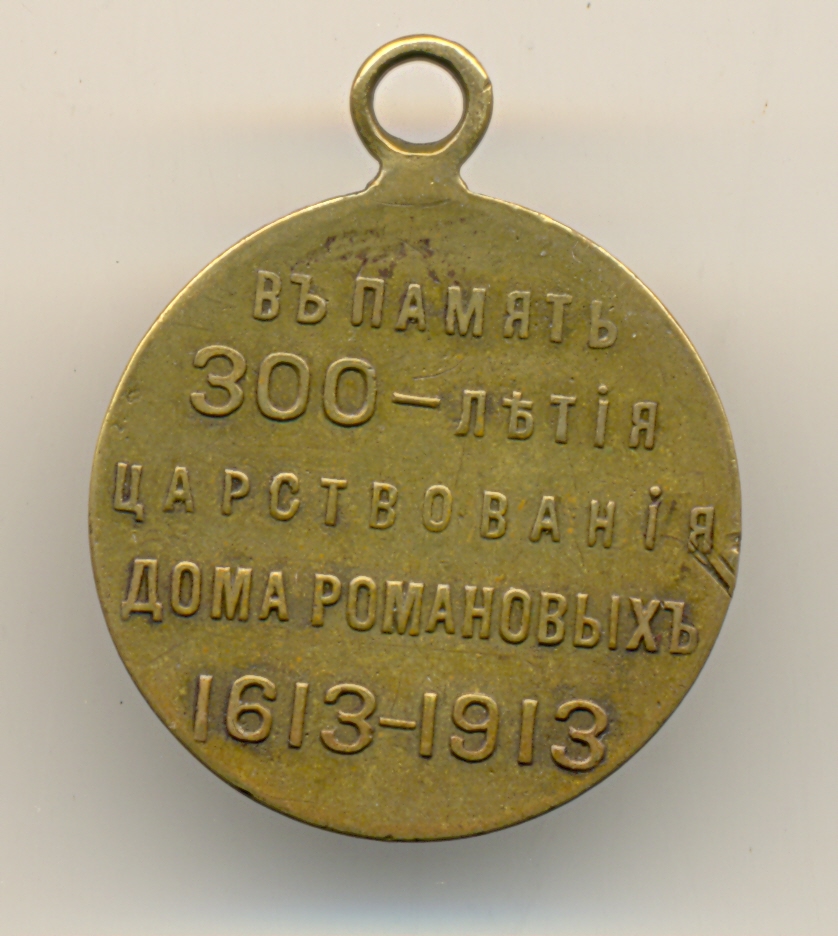 ВЪ ПАМЯТЬ
300-ЛѢТІЯ
ЦАРСТВОВАНІЯ
ДОМА РОМАНОВЫХЪ
1613-1913